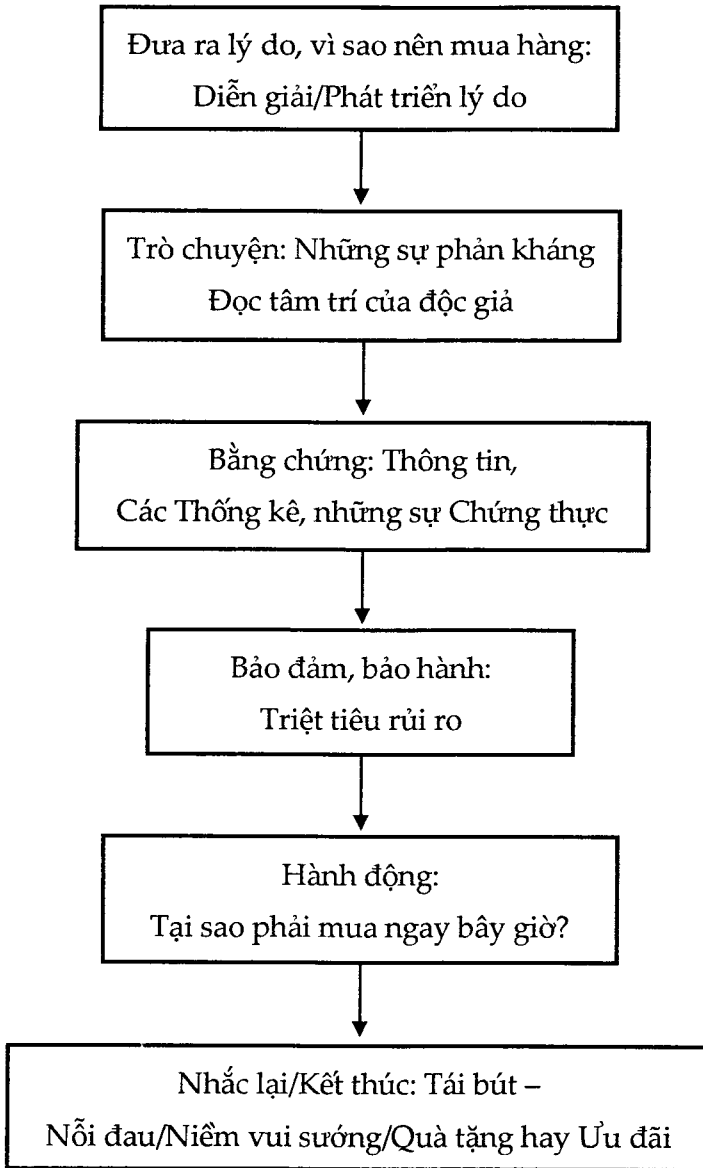 Đưa ra lý do, vì sao nên mua hàng:
Diễn giải/Phát triển lý do
Trò chuyện: Những sự phản kháng
Đọc tâm trí của độc giả
Bằng chứng: Thông tin,
Các Thống kê, những sự Chứng thực
Bảo đảm, bảo hành:
Triệt tiêu rủi ro
Hành động:
Tại sao phải mua ngay bây giờ?
Nhắc lại/Kết thúc: Tái bút –
Nỗi đau/Niềm vui sướng/Quà tặng hay Ưu đãi